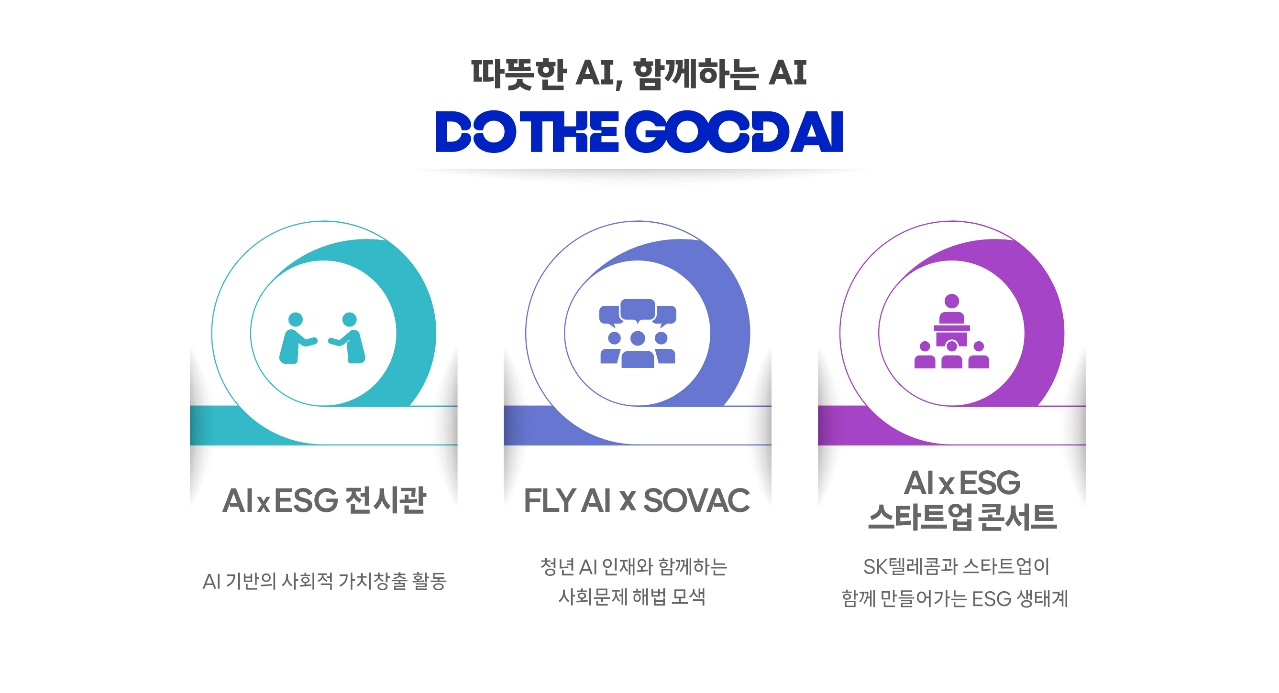 따뜻한 AI, 함께하는 AI
DO THE GOOD AI
AI x ESG 전시관
AI 기반의 사회적 가치창출 활동
FLY AI x SOVAC
청년 AI 인재와 함께하는
사회문제 해법 모색
AI x ESG
스타트업 콘서트
SK텔레콤과 스타트업이
함께 만들어가는 ESG 생태계